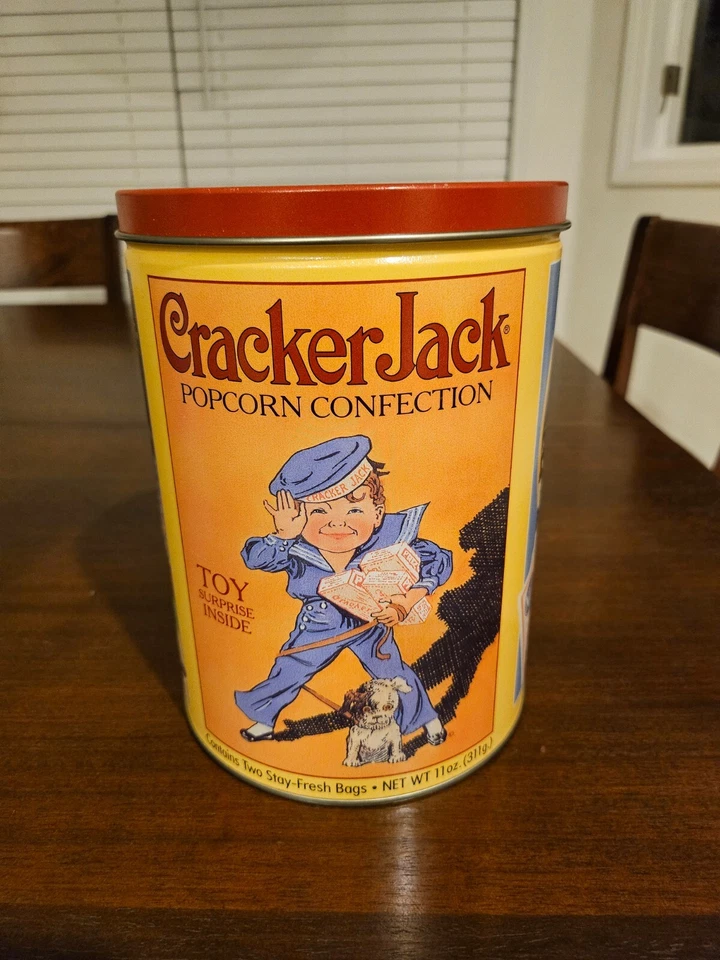 CrackerJack®
POPCORN CONFECTION
CRACKER JACK
TOY
SURPRISE
INSIDE
Contains Two Stay-Fresh Bags • NET WT 11oz. (311g.)